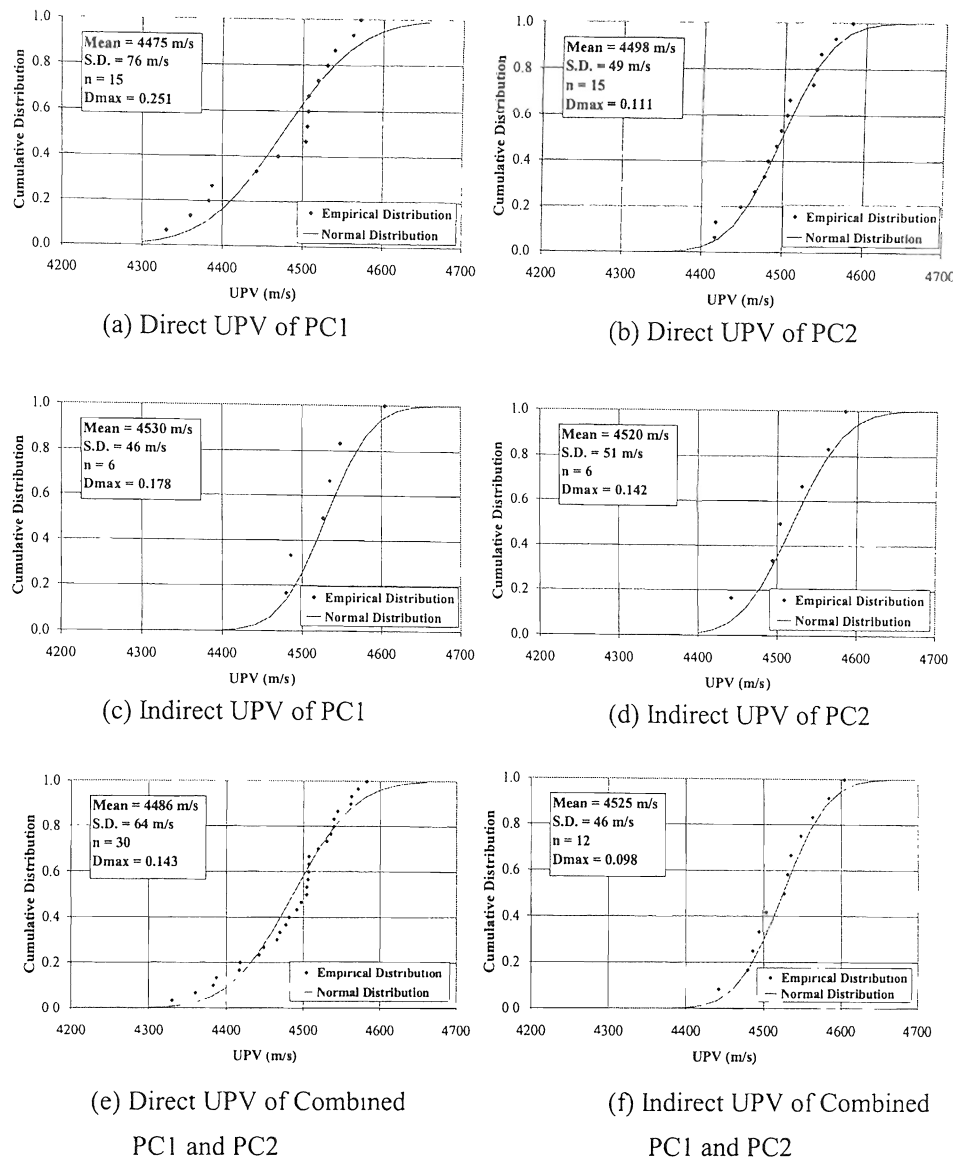 Cumulative Distribution
1.0
0.8
0.6
0.4
0.2
0.0
Mean = 4475 m/s
S.D. = 76 m/s
n = 15
Dmax = 0.251
Empirical Distribution
Normal Distribution
4200 4300 4400 4500 4600 4700
UPV (m/s)
(a) Direct UPV of PC1
Cumulative Distribution
1.0
0.8
0.6
0.4
0.2
0.0
Mean = 4498 m/s
S.D. = 49 m/s
n = 15
Dmax = 0.111
Empirical Distribution
Normal Distribution
4200 4300 4400 4500 4600 4700
UPV (m/s)
(b) Direct UPV of PC2
Cumulative Distribution
1.0
0.8
0.6
0.4
0.2
0.0
Mean = 4530 m/s
S.D. = 46 m/s
n = 6
Dmax = 0.178
Empirical Distribution
Normal Distribution
4200 4300 4400 4500 4600 4700
UPV (m/s)
(c) Indirect UPV of PC1
Cumulative Distribution
1.0
0.8
0.6
0.4
0.2
0.0
Mean = 4520 m/s
S.D. = 51 m/s
n = 6
Dmax = 0.142
Empirical Distribution
Normal Distribution
4200 4300 4400 4500 4600 4700
UPV (m/s)
(d) Indirect UPV of PC2
Cumulative Distribution
1.0
0.8
0.6
0.4
0.2
0.0
Mean = 4486 m/s
S.D. = 64 m/s
n = 30
Dmax = 0.143
Empirical Distribution
Normal Distribution
4200 4300 4400 4500 4600 4700
UPV (m/s)
(e) Direct UPV of Combined
PC1 and PC2
Cumulative Distribution
1.0
0.8
0.6
0.4
0.2
0.0
Mean = 4525 m/s
S.D. = 46 m/s
n = 12
Dmax = 0.098
Empirical Distribution
Normal Distribution
4200 4300 4400 4500 4600 4700
UPV (m/s)
(f) Indirect UPV of Combined
PC1 and PC2